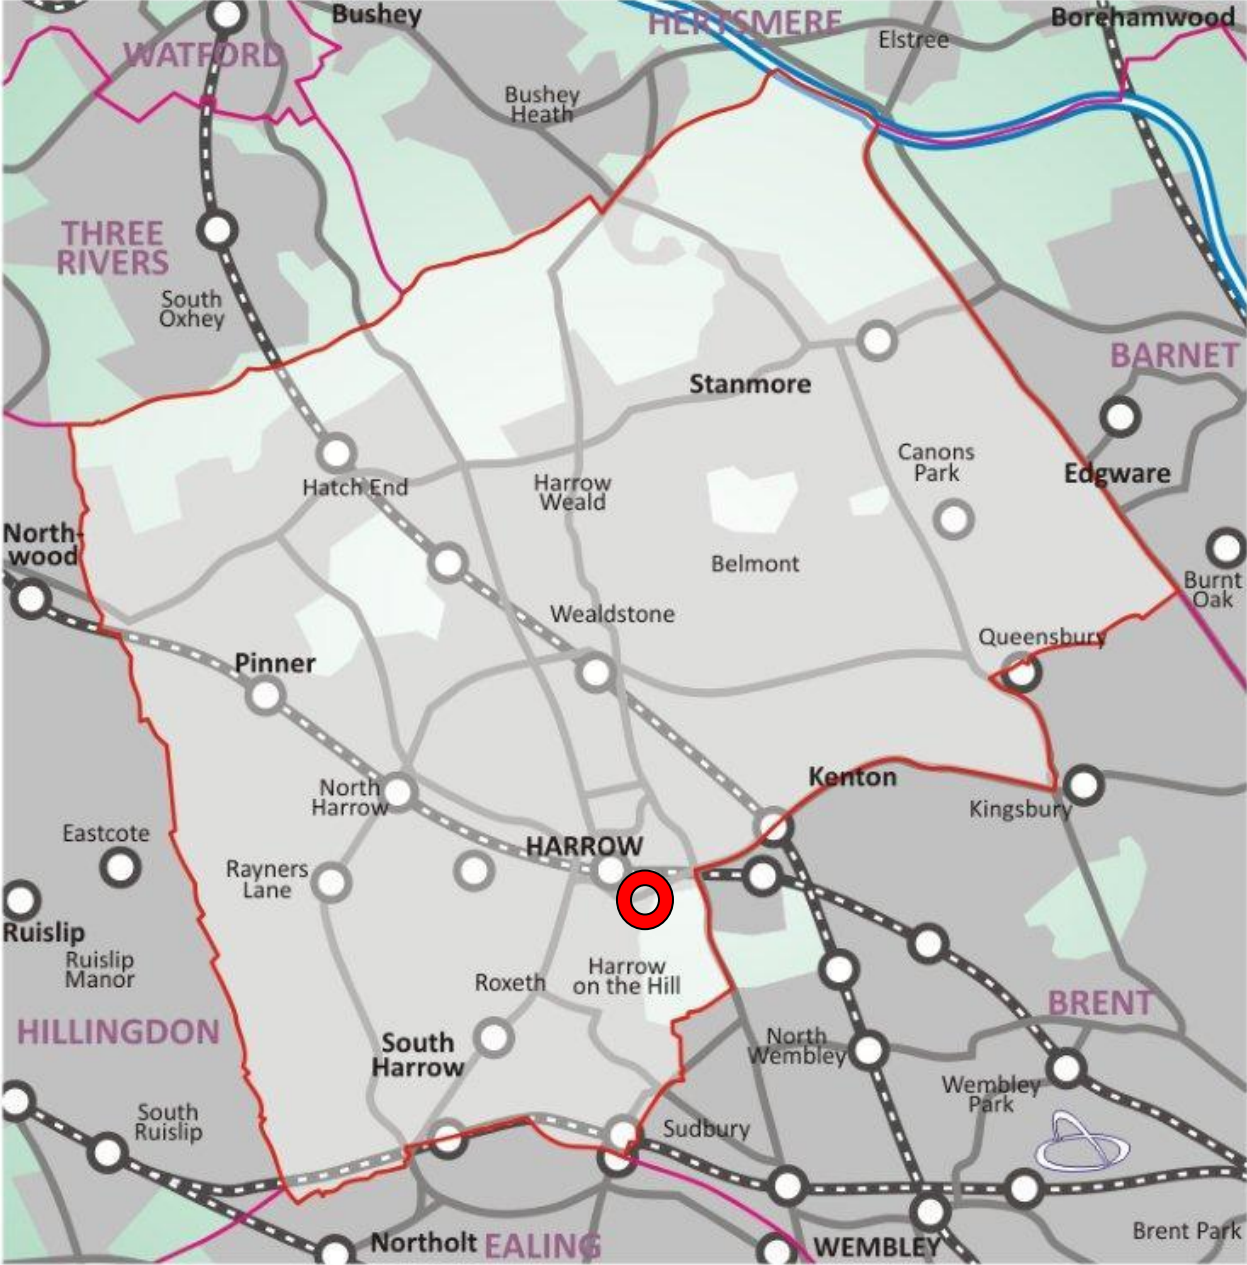 Bushey
HERTSMERE
Borehamwood
Elstree
WATFORD
Bushey
Heath
THREE
RIVERS
South
Oxhey
BARNET
Stanmore
Canons
Park
Edgware
Hatch End
Harrow
Weald
North-
wood
Belmont
Burnt
Oak
Wealdstone
Queensbury
Pinner
Kenton
North
Harrow
Kingsbury
Eastcote
HARROW
Rayners
Lane
Ruislip
Ruislip
Manor
Harrow
on the Hill
Roxeth
BRENT
HILLINGDON
South
Harrow
North
Wembley
Wembley
Park
South
Ruislip
Sudbury
Northolt
EALING
WEMBLEY
Brent Park